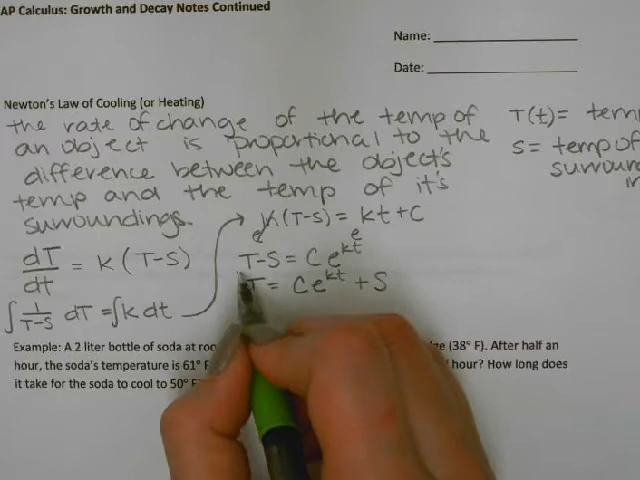 AP Calculus: Growth and Decay Notes Continued
Name:
Date:
Newton's Law of Cooling (or Heating)
the rate of change of the temp of
an object is proportional to the
difference between the object's
temp and the temp of it's
surroundings.
T(t) = tem
S = temp of
surroun
dT/dt = K (T-S)
∫ 1/(T-S) dT = ∫K dt
(T-S) = kt + C
e e
T-S = Ce^kt
T = Ce^kt + S
Example: A 2 liter bottle of soda at (38° F). After half an
hour, the soda's temperature is 61° hour? How long does
it take for the soda to cool to 50°